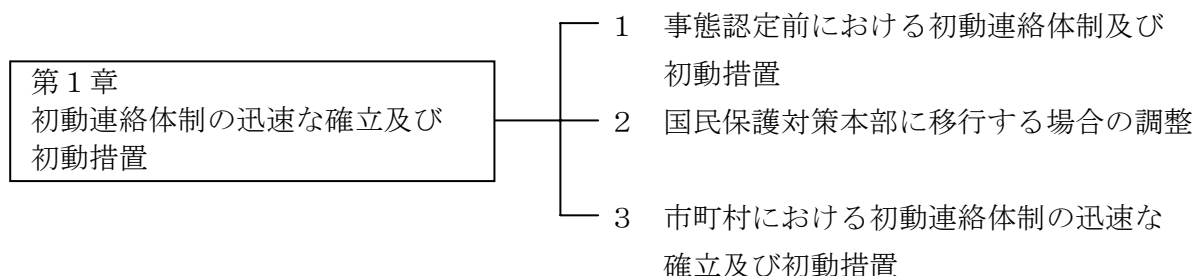 第１章
初動連絡体制の迅速な確立及び
初動措置
１　事態認定前における初動連絡体制及び
初動措置
２　国民保護対策本部に移行する場合の調整
３　市町村における初動連絡体制の迅速な
確立及び初動措置